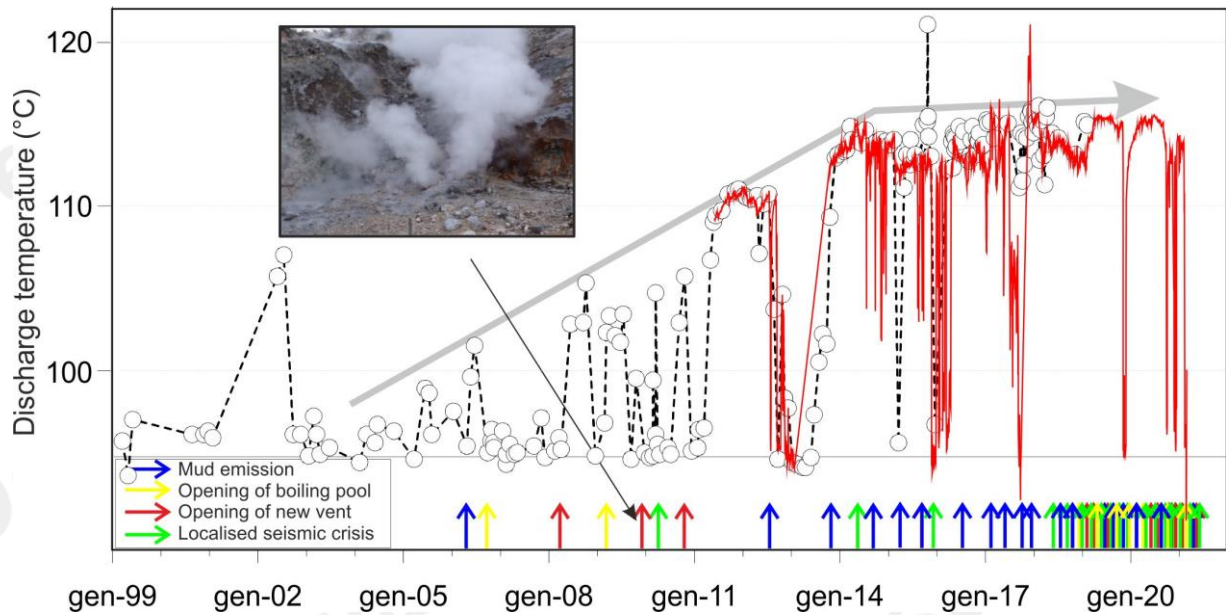 Discharge temperature (°C)
120
110
100
Mud emission
Opening of boiling pool
Opening of new vent
Localised seismic crisis
gen-99 gen-02 gen-05 gen-08 gen-11 gen-14 gen-17 gen-20